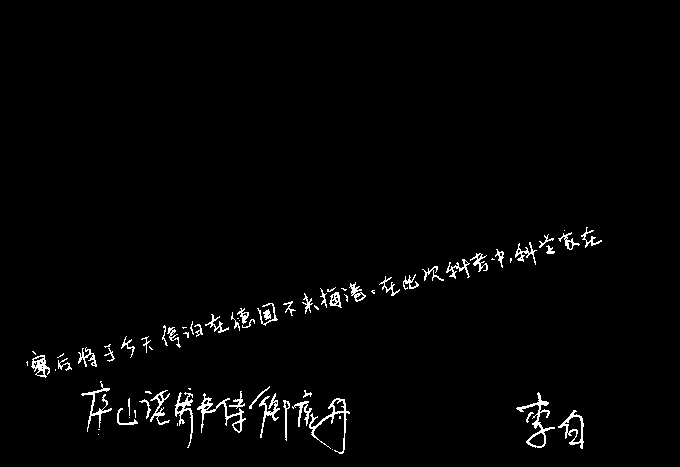 察后将于今天停泊在德国不来梅港。在此次科考中,科学家在
庐山谣寄卢侍御虚舟
李白